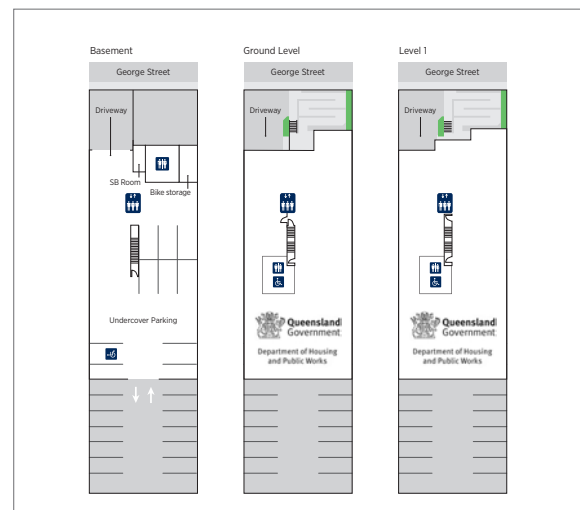 Basement
George Street
Driveway
SB Room
Bike storage
Undercover Parking
Ground Level
George Street
Driveway
Queensland
Government
Department of Housing
and Public Works
Level 1
George Street
Driveway
Queensland
Government
Department of Housing
and Public Works